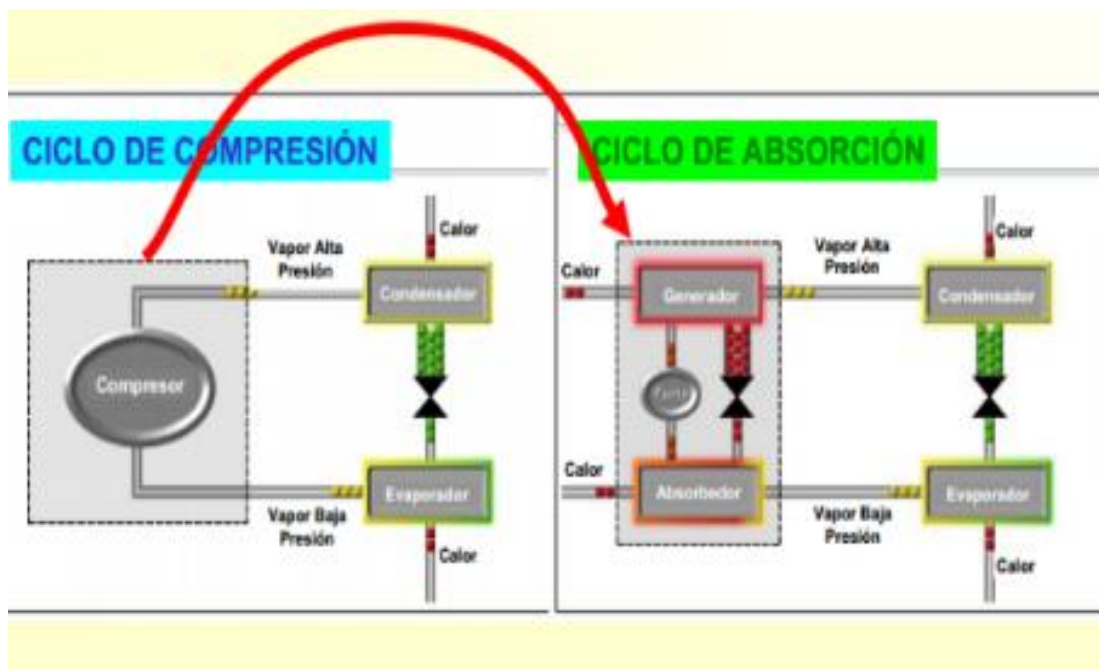 CICLO DE COMPRESIÓN
Calor
Vapor Alta
Presión
Condensador
Compresor
Evaporador
Vapor Baja
Presión
Calor
CICLO DE ABSORCIÓN
Calor
Vapor Alta
Presión
Calor
Generador
Condensador
Calor
Absorbedor
Evaporador
Vapor Baja
Presión
Calor